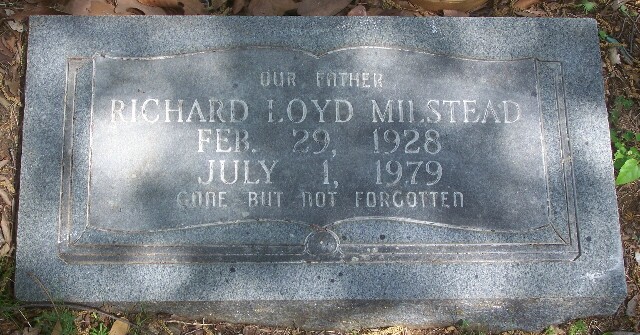 OUR FATHER
RICHARD LOYD MILSTEAD
FEB. 29, 1928
JULY 1, 1979
GONE BUT NOT FORGOTTEN